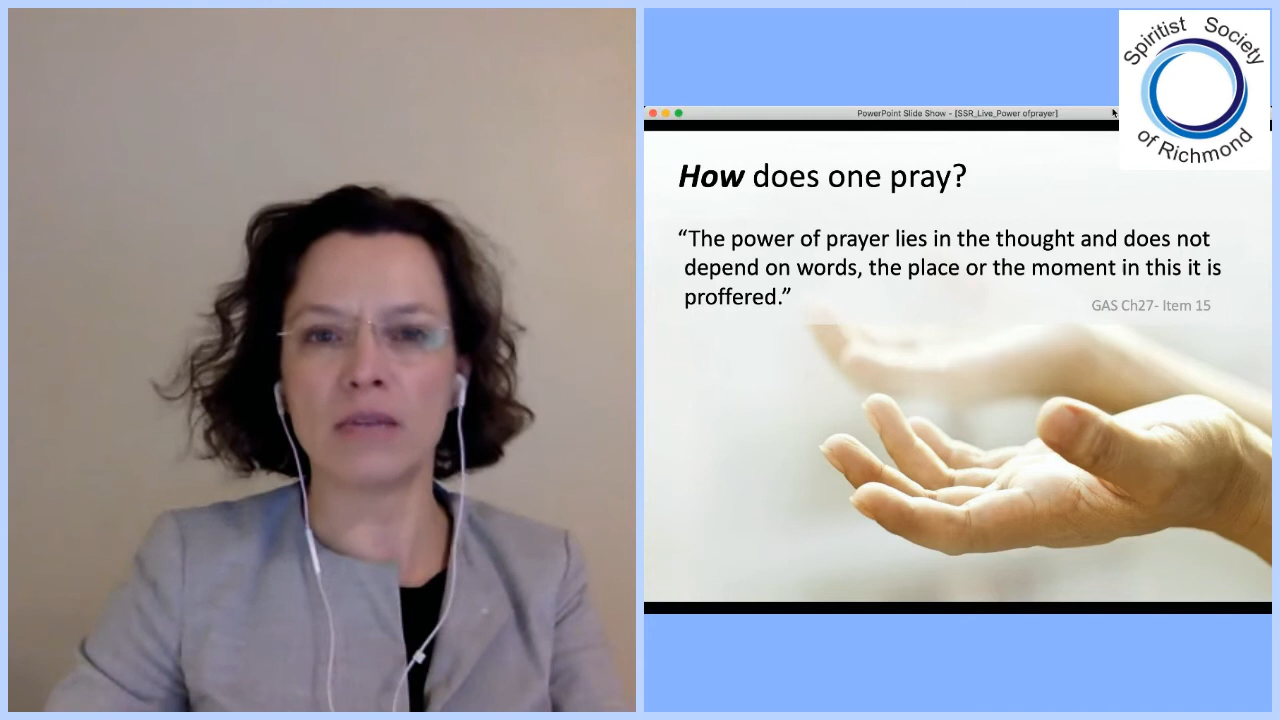 Spiritist Society
of Richmond
PowerPoint Slide Show - [SSR_Live_Power ofprayer]
How does one pray?
“The power of prayer lies in the thought and does not
depend on words, the place or the moment in this it is
proffered.”
GAS Ch27- Item 15